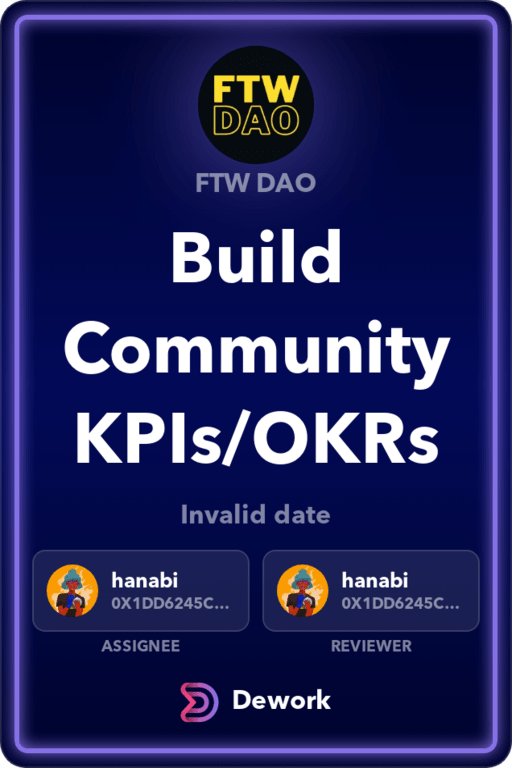 FTW
DAO
FTW DAO
Build
Community
KPIs/OKRs
Invalid date
hanabi
0X1DD6245C...
ASSIGNEE
hanabi
0X1DD6245C...
REVIEWER
Dework